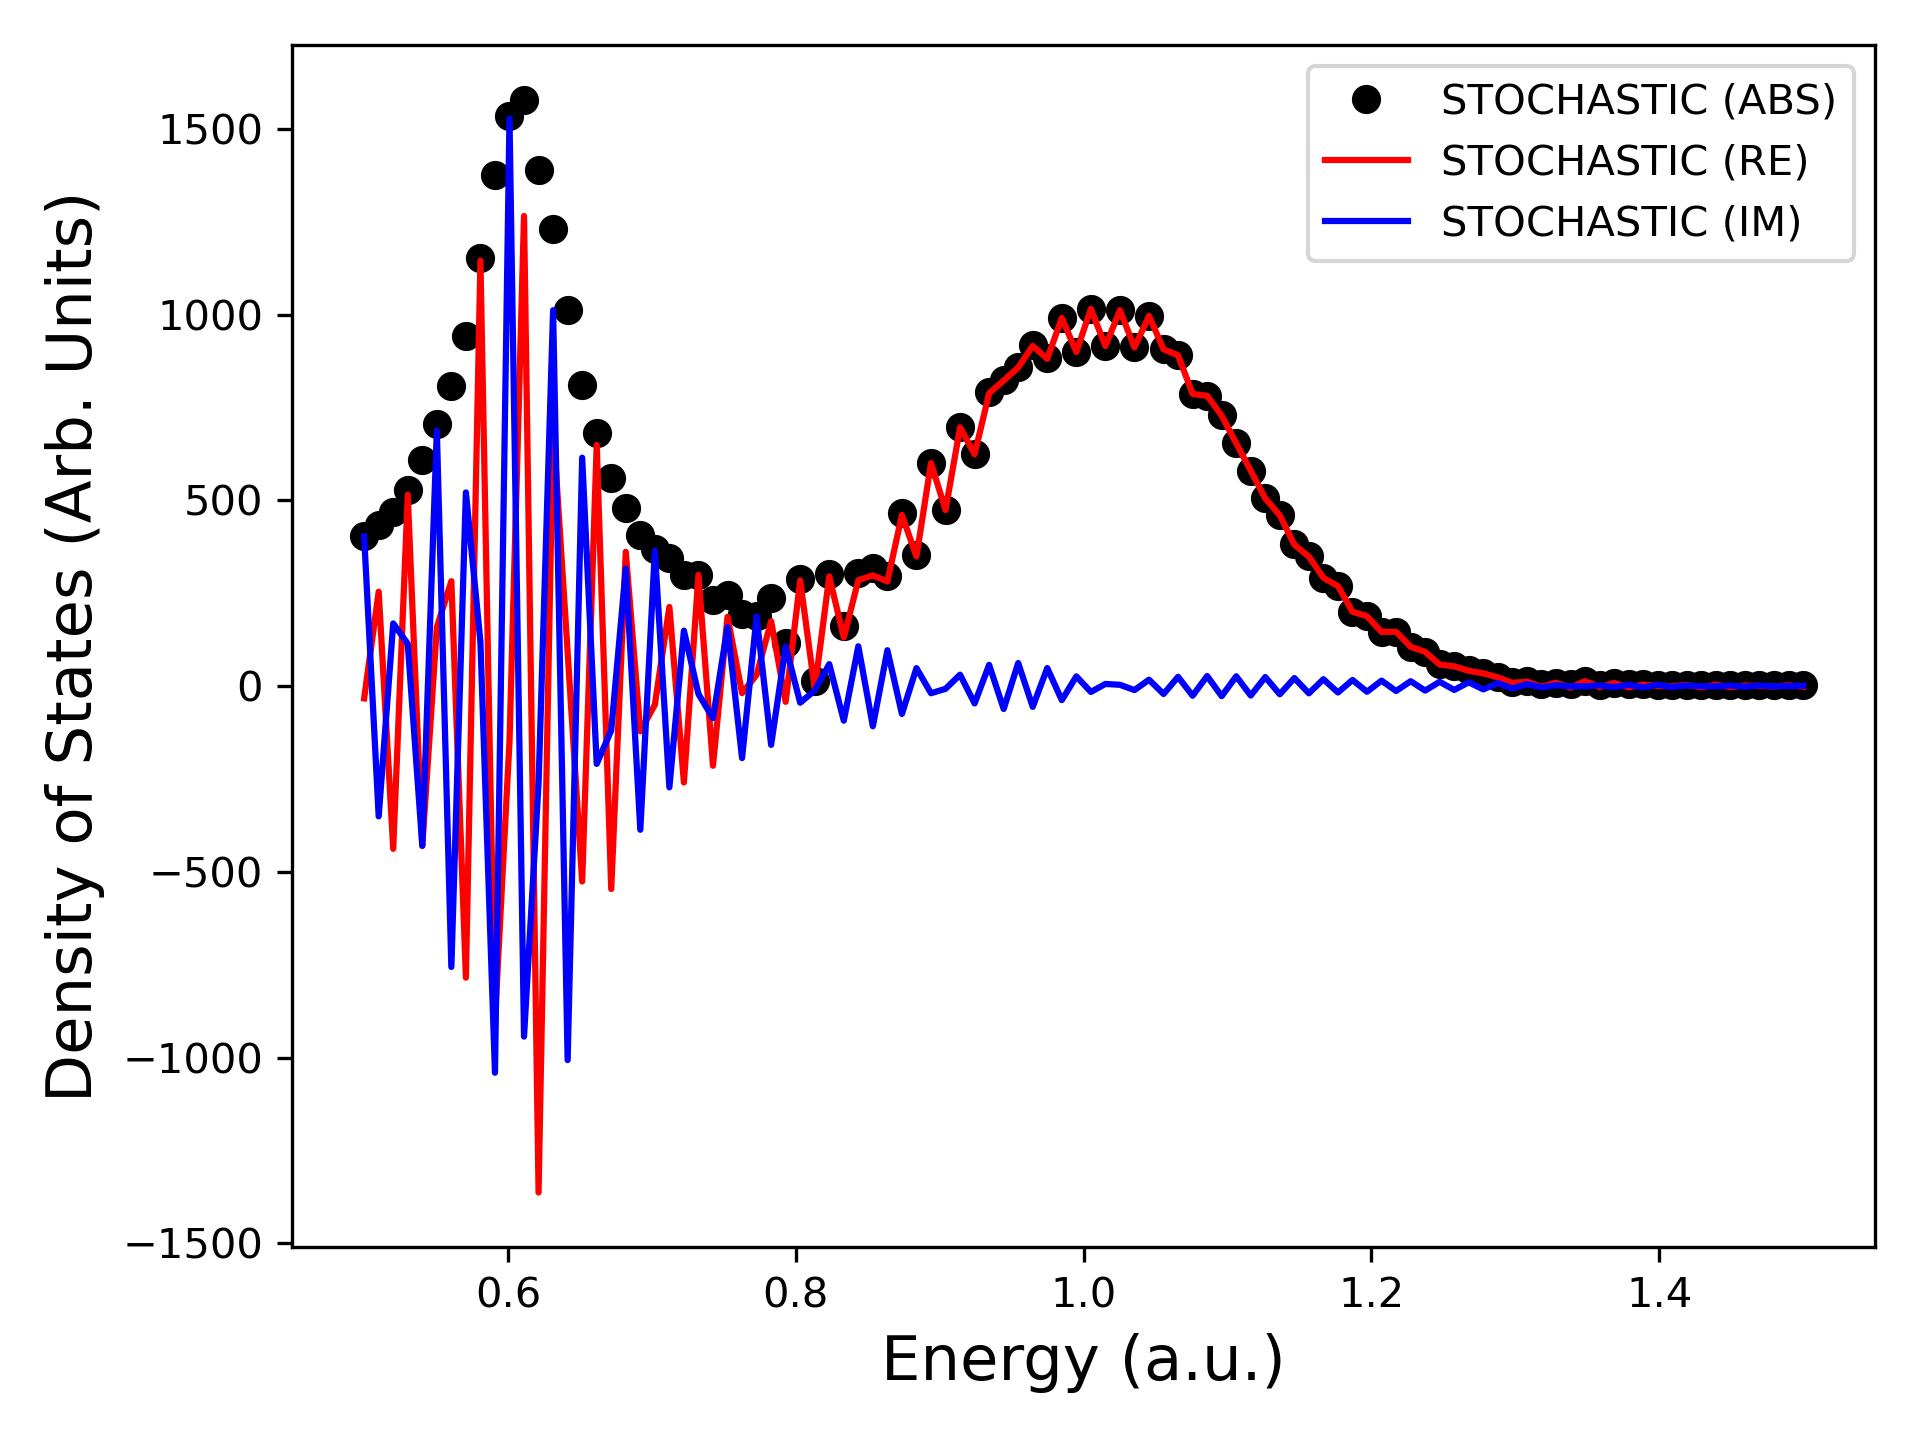 STOCHASTIC (ABS)
STOCHASTIC (RE)
STOCHASTIC (IM)
Density of States (Arb. Units)
1500
1000
500
0
−500
−1000
−1500
0.6
0.8
1.0
1.2
1.4
Energy (a.u.)